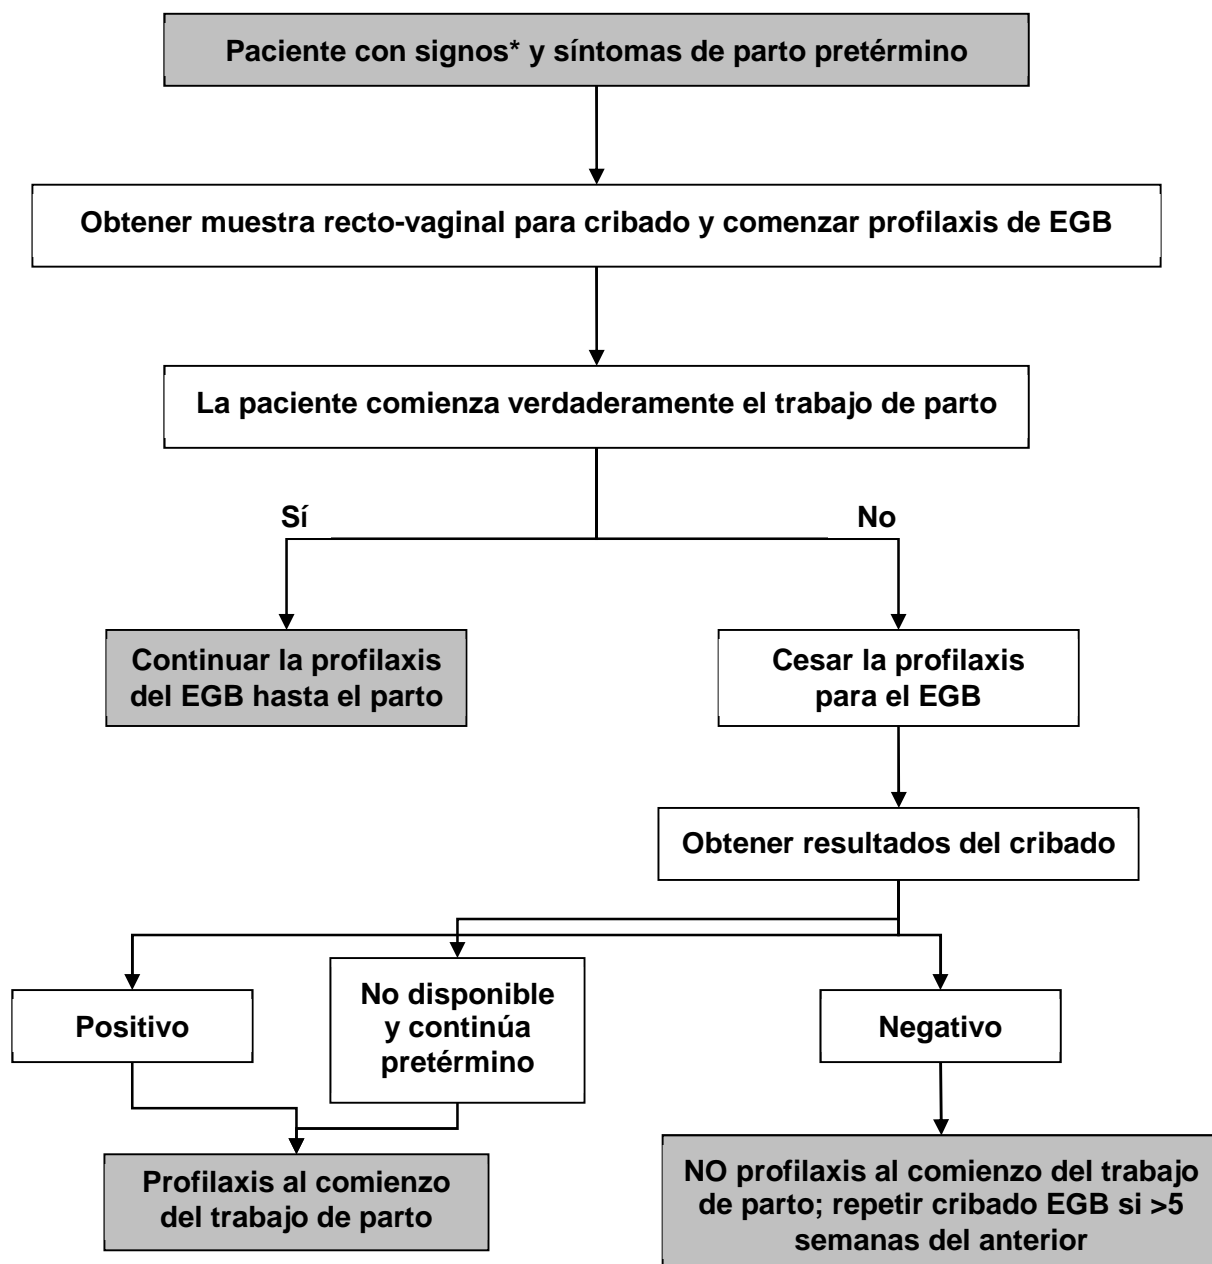 Paciente con signos* y síntomas de parto pretérmino
Obtener muestra recto-vaginal para cribado y comenzar profilaxis de EGB
La paciente comienza verdaderamente el trabajo de parto
Sí
No
Continuar la profilaxis
del EGB hasta el parto
Cesar la profilaxis
para el EGB
Obtener resultados del cribado
Positivo
No disponible
y continúa
pretérmino
Negativo
Profilaxis al comienzo
del trabajo de parto
NO profilaxis al comienzo del trabajo
de parto; repetir cribado EGB si >5
semanas del anterior